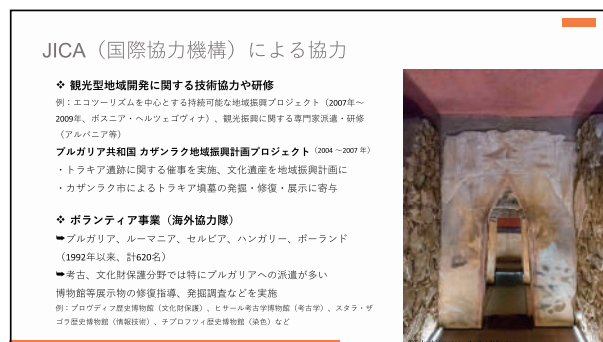 JICA（国際協力機構）による協力
❖ 観光型地域開発に関する技術協力や研修
例：エコツーリズムを中心とする持続可能な地域振興プロジェクト（2007年～
2009年、ボスニア・ヘルツェゴヴィナ）、観光振興に関する専門家派遣・研修
（アルバニア等）
ブルガリア共和国 カザンラク地域振興計画プロジェクト（2004 ～2007 年）
・トラキア遺跡に関する催事を実施、文化遺産を地域振興計画に
・カザンラク市によるトラキア墳墓の発掘・修復・展示に寄与
❖ ボランティア事業（海外協力隊）
➥ブルガリア、ルーマニア、セルビア、ハンガリー、ポーランド
（1992年以来、計620名）
➥考古、文化財保護分野では特にブルガリアへの派遣が多い
博物館等展示物の修復指導、発掘調査などを実施
例：プロヴディフ歴史博物館（文化財保護）、ヒサール考古学博物館（考古学）、スタラ・ザ
ゴラ歴史博物館（情報技術）、チプロフツィ歴史博物館（染色）など